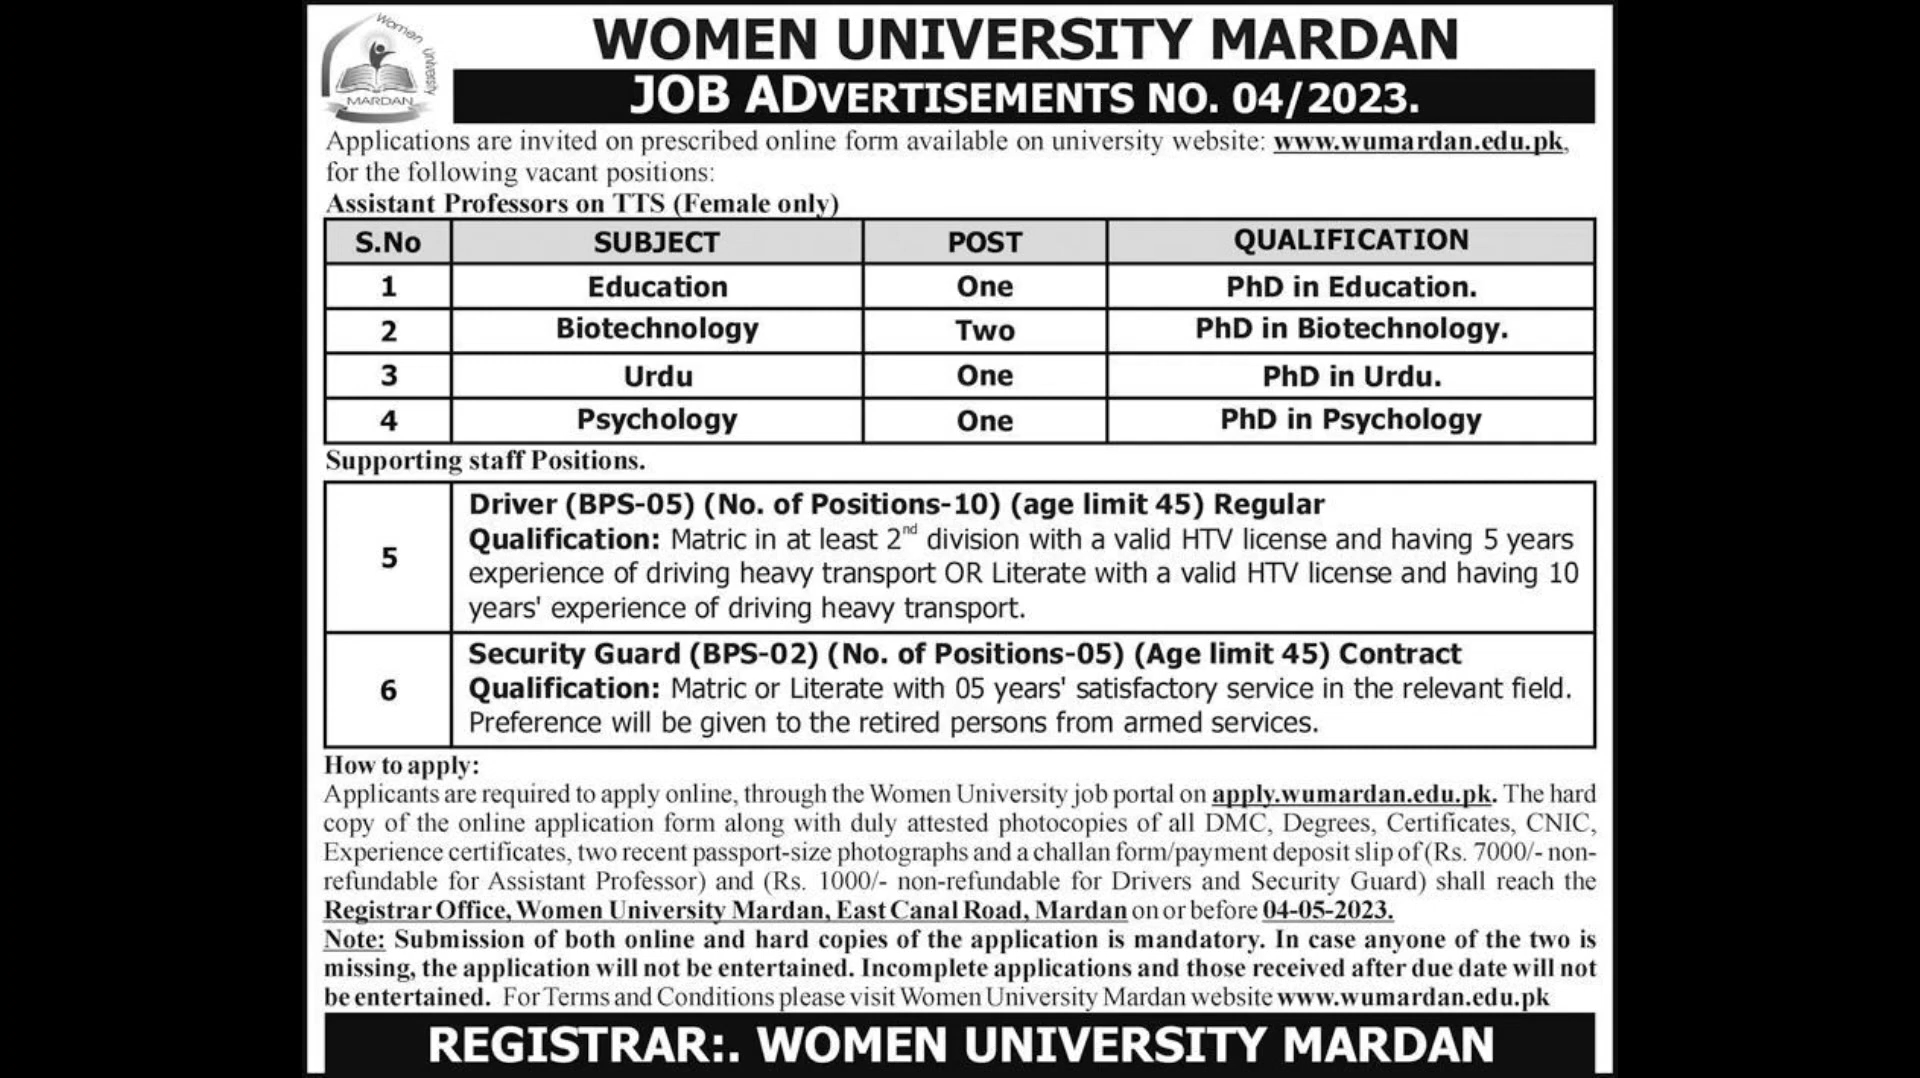 Women University
MARDAN
WOMEN UNIVERSITY MARDAN
JOB ADVERTISEMENTS NO. 04/2023.
Applications are invited on prescribed online form available on university website: www.wumardan.edu.pk,
for the following vacant positions:
Assistant Professors on TTS (Female only)
S.No SUBJECT POST QUALIFICATION
1 Education One PhD in Education.
2 Biotechnology Two PhD in Biotechnology.
3 Urdu One PhD in Urdu.
4 Psychology One PhD in Psychology
Supporting staff Positions.
Driver (BPS-05) (No. of Positions-10) (age limit 45) Regular
5 Qualification: Matric in at least 2nd division with a valid HTV license and having 5 years
experience of driving heavy transport OR Literate with a valid HTV license and having 10
years' experience of driving heavy transport.
Security Guard (BPS-02) (No. of Positions-05) (Age limit 45) Contract
6 Qualification: Matric or Literate with 05 years' satisfactory service in the relevant field.
Preference will be given to the retired persons from armed services.
How to apply:
Applicants are required to apply online, through the Women University job portal on apply.wumardan.edu.pk. The hard
copy of the online application form along with duly attested photocopies of all DMC, Degrees, Certificates, CNIC,
Experience certificates, two recent passport-size photographs and a challan form/payment deposit slip of (Rs. 7000/- non-
refundable for Assistant Professor) and (Rs. 1000/- non-refundable for Drivers and Security Guard) shall reach the
Registrar Office, Women University Mardan, East Canal Road, Mardan on or before 04-05-2023.
Note: Submission of both online and hard copies of the application is mandatory. In case anyone of the two is
missing, the application will not be entertained. Incomplete applications and those received after due date will not
be entertained. For Terms and Conditions please visit Women University Mardan website www.wumardan.edu.pk
REGISTRAR:. WOMEN UNIVERSITY MARDAN